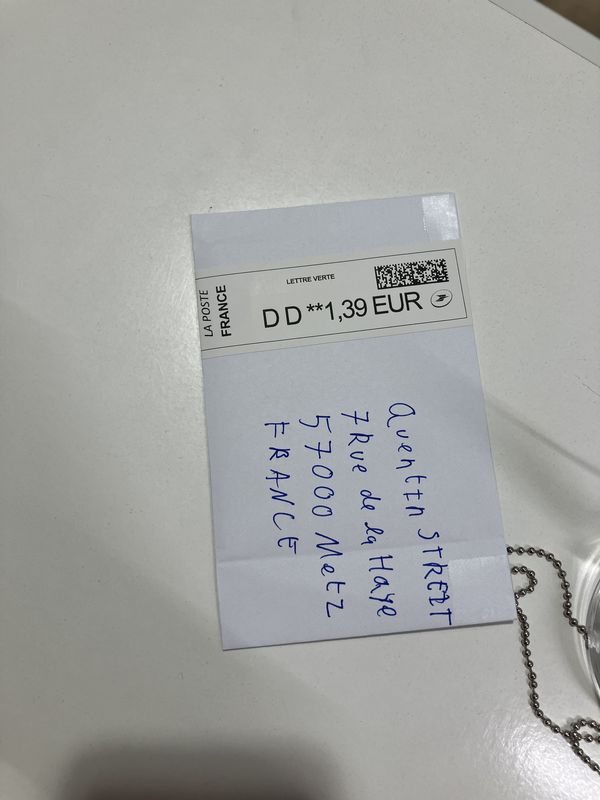 LA POSTE
FRANCE
LETTRE VERTE
DD**1,39 EUR
Quentin STREET
7 Rue de la Haye
57000 Metz
FRANCE